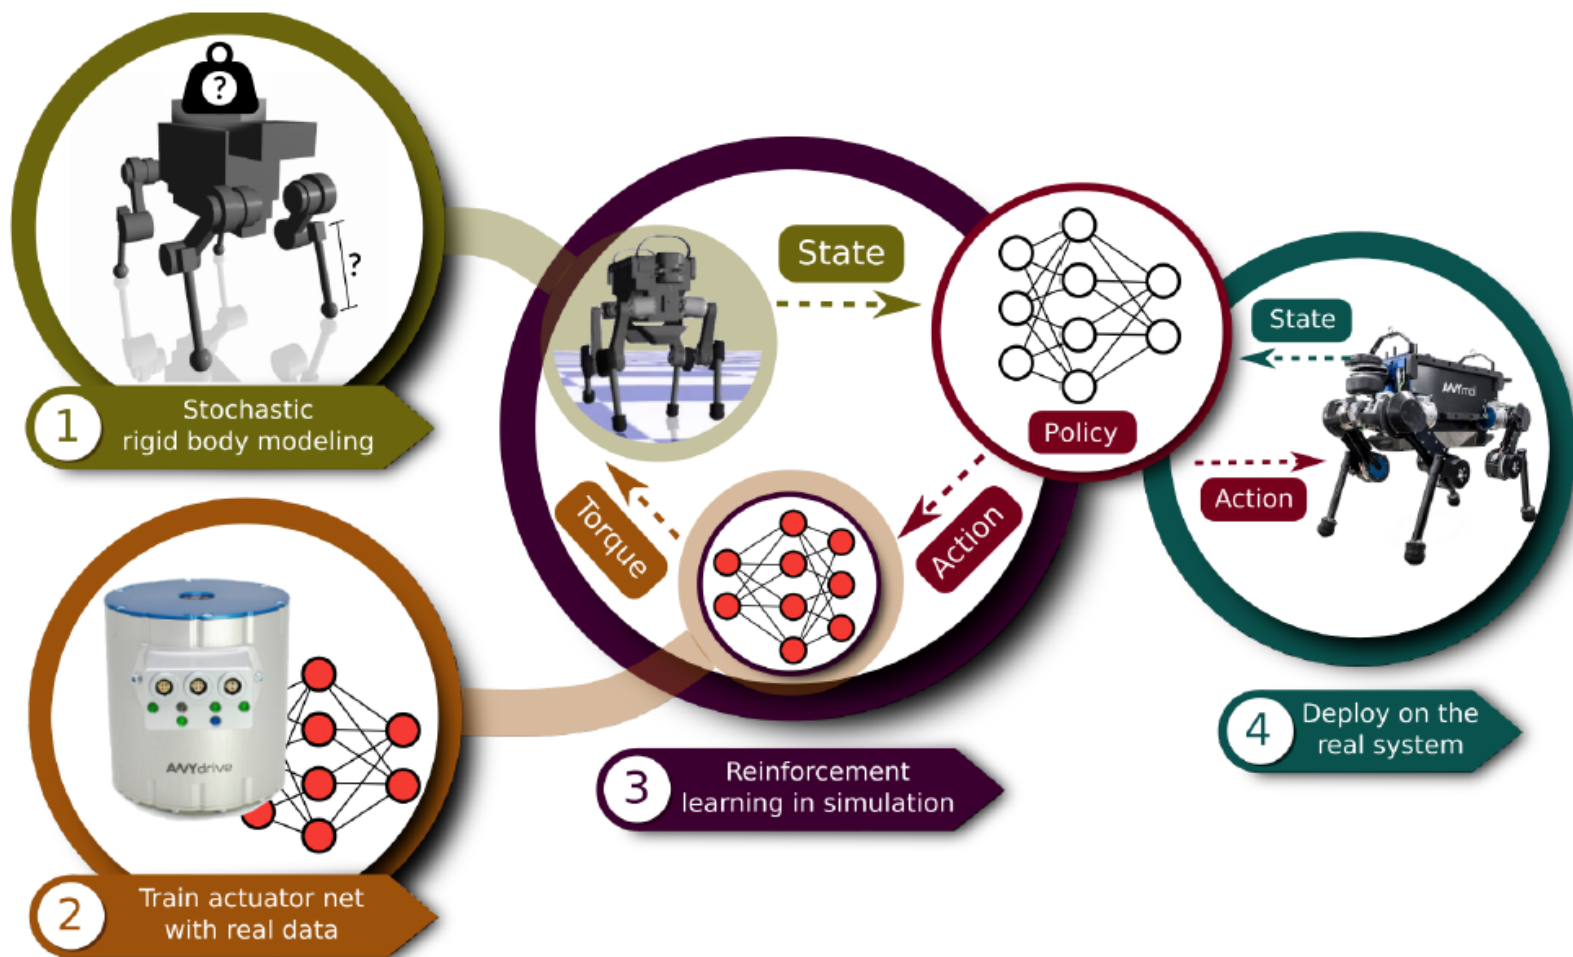 ?
?
1
Stochastic
rigid body modeling
2
Train actuator net
with real data
ANYdrive
State
Policy
Action
Torque
3
Reinforcement
learning in simulation
State
Action
ANYmal
4
Deploy on the
real system